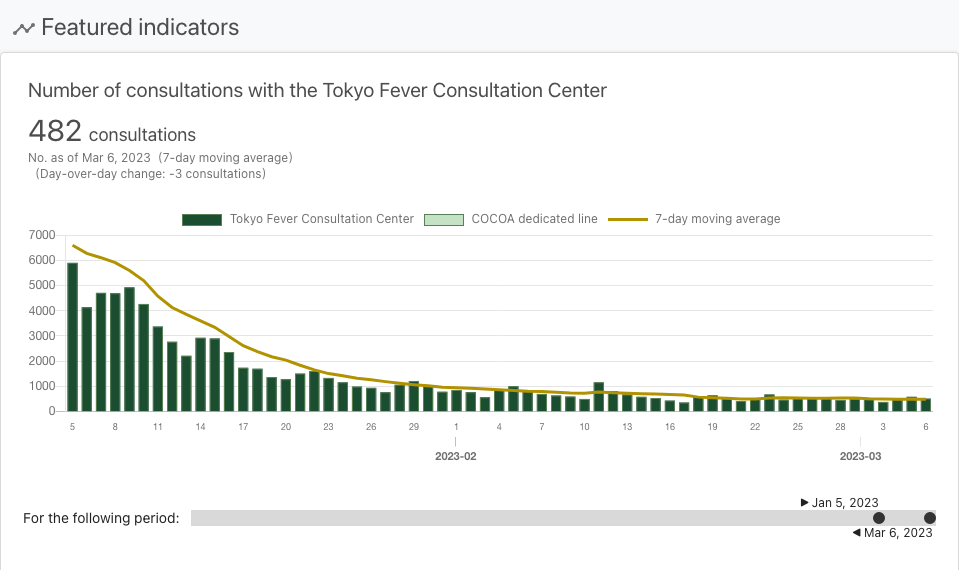 Featured indicators
Number of consultations with the Tokyo Fever Consultation Center
482 consultations
No. as of Mar 6, 2023 (7-day moving average)
(Day-over-day change: -3 consultations)
Tokyo Fever Consultation Center COCOA dedicated line 7-day moving average
7000
6000
5000
4000
3000
2000
1000
0
5 8 11 14 17 20 23 26 29 1 4 7 10 13 16 19 22 25 28 3 6
2023-02 2023-03
Jan 5, 2023
For the following period:
Mar 6, 2023